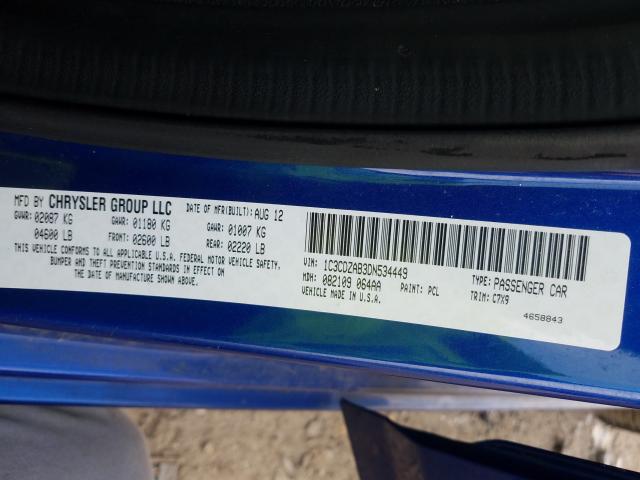 MFD BY CHRYSLER GROUP LLC DATE OF MFR(BUILT): AUG 12
GVWR: 02087 KG GAWR: 01180 KG GAWR: 01007 KG
04600 LB FRONT: 02600 LB REAR: 02220 LB
THIS VEHICLE CONFORMS TO ALL APPLICABLE U.S.A. FEDERAL MOTOR VEHICLE SAFETY,
BUMPER AND THEFT PREVENTION STANDARDS IN EFFECT ON THE DATE OF MANUFACTURE SHOWN ABOVE.
VIN: 1C3CDZAB3DN534449 TYPE: PASSENGER CAR
MDH: 082109 064AA PAINT: PCL TRIM: C7X9
VEHICLE MADE IN U.S.A.
4658843